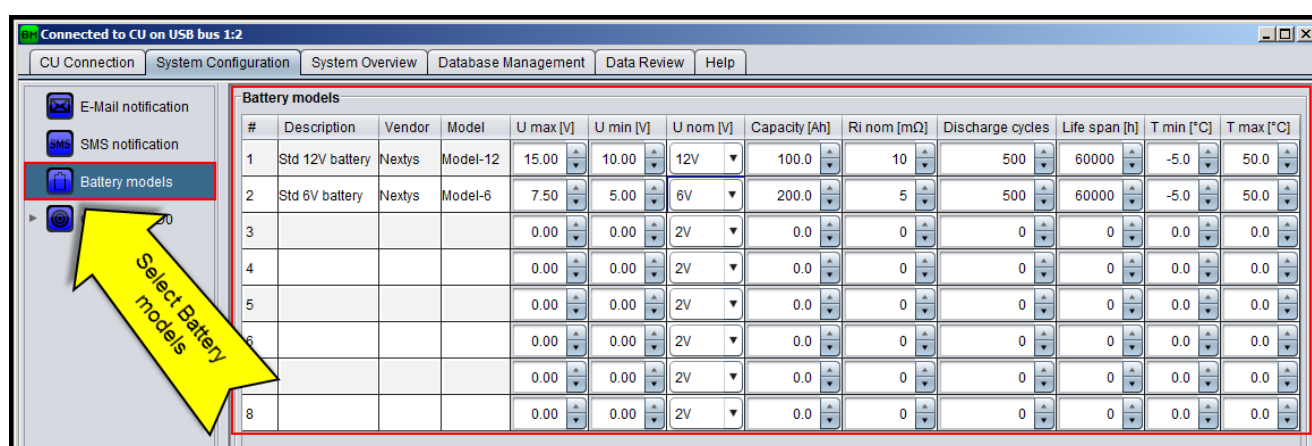 BM Connected to CU on USB bus 1:2
CU Connection System Configuration System Overview Database Management Data Review Help
E-Mail notification
SMS SMS notification
Battery models
Select Battery
models
Battery models
# Description Vendor Model U max [V] U min [V] U nom [V] Capacity [Ah] Ri nom [mΩ] Discharge cycles Life span [h] T min [°C] T max [°C]
1 Std 12V battery Nextys Model-12 15.00 10.00 12V 100.0 10 500 60000 -5.0 50.0
2 Std 6V battery Nextys Model-6 7.50 5.00 6V 200.0 5 500 60000 -5.0 50.0
3 0.00 0.00 2V 0.0 0 0 0 0.0 0.0
4 0.00 0.00 2V 0.0 0 0 0 0.0 0.0
5 0.00 0.00 2V 0.0 0 0 0 0.0 0.0
6 0.00 0.00 2V 0.0 0 0 0 0.0 0.0
0.00 0.00 2V 0.0 0 0 0 0.0 0.0
8 0.00 0.00 2V 0.0 0 0 0 0.0 0.0